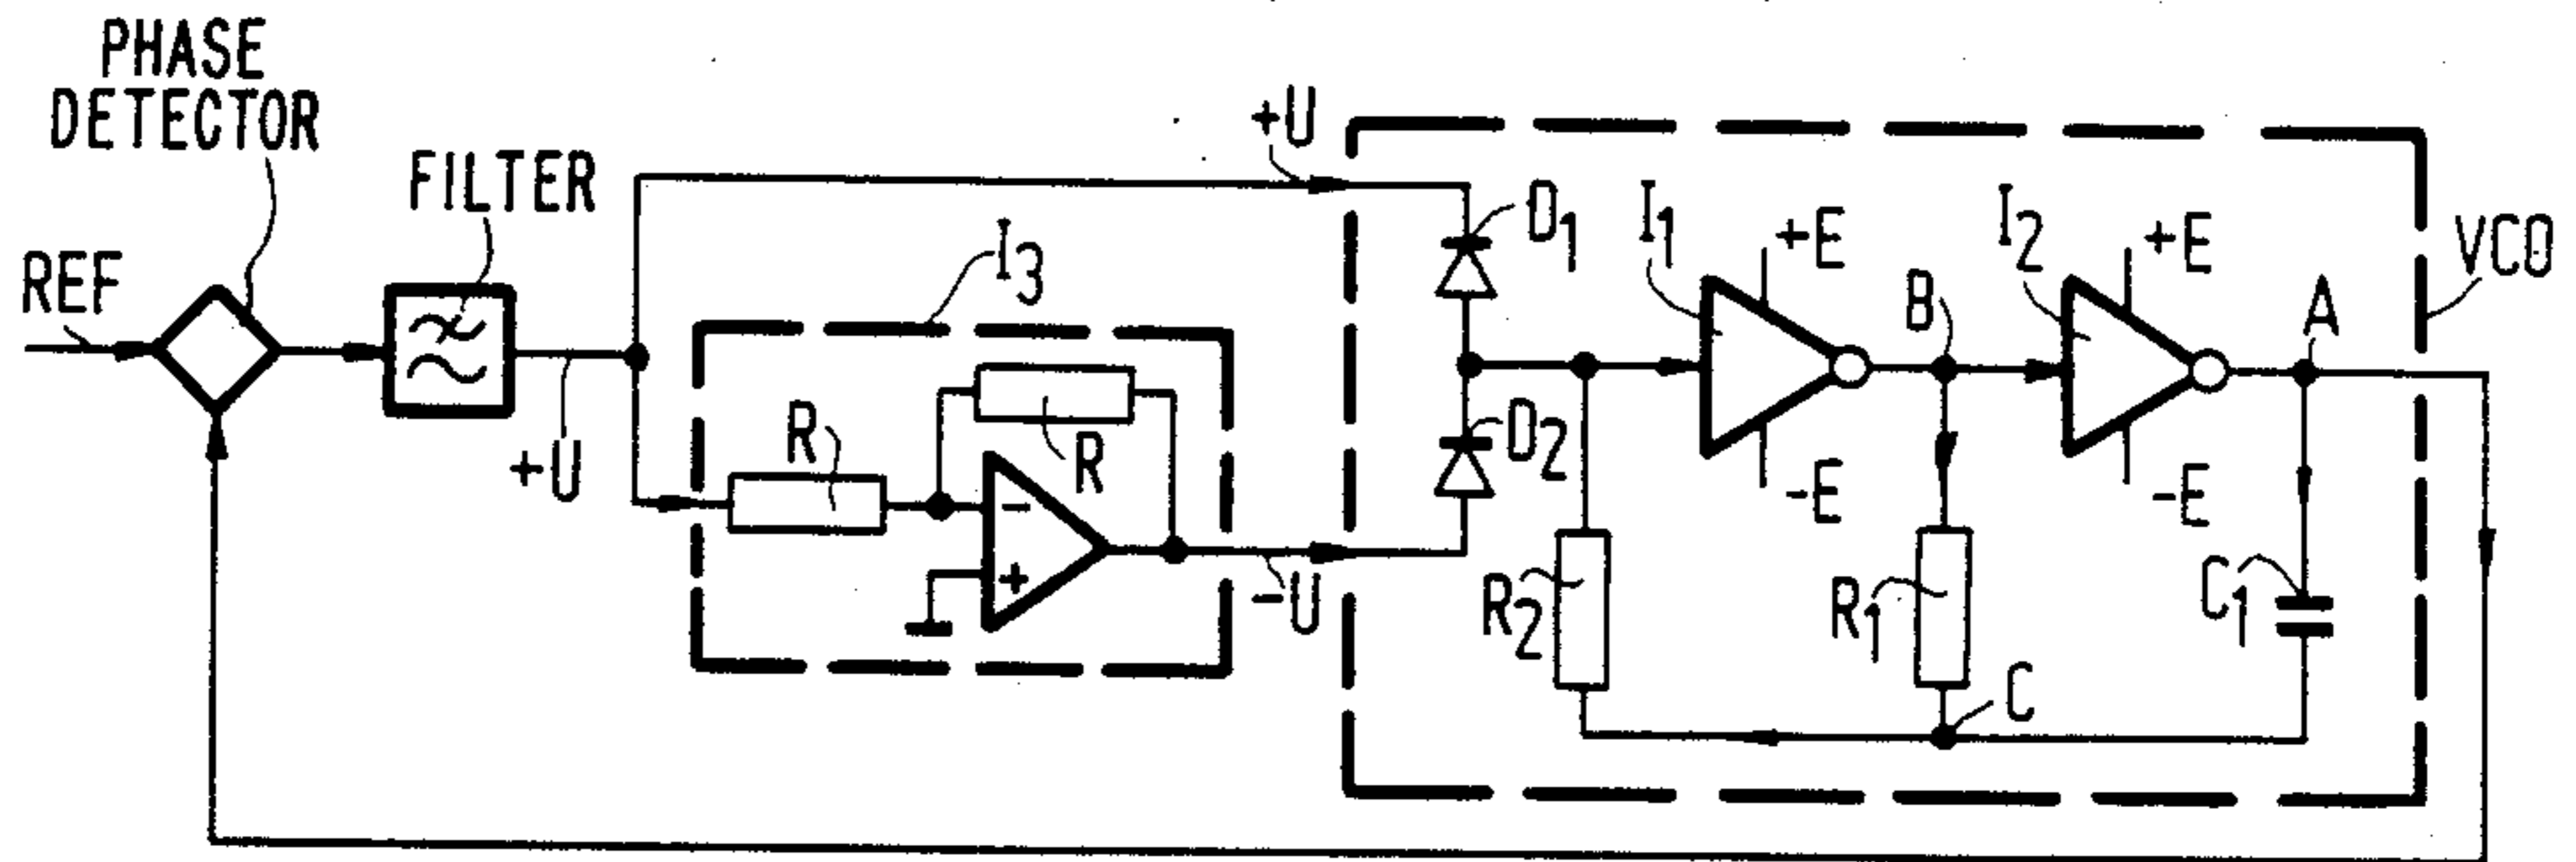 PHASE
DETECTOR
FILTER
REF
+U
I3
R
R
-
+
+U
-U
D1
D2
I1
+E
-E
B
I2
+E
-E
A
VCO
R2
R1
C1
C